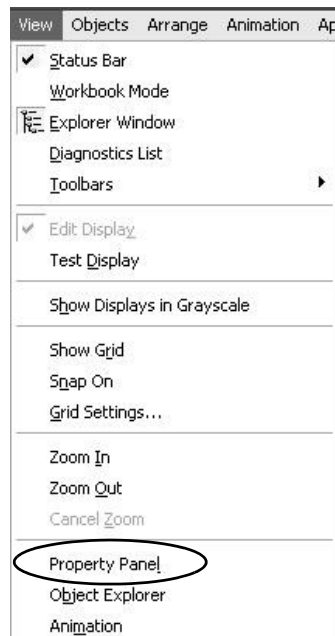 View Objects Arrange Animation Ap
Status Bar
Workbook Mode
Explorer Window
Diagnostics List
Toolbars
Edit Display
Test Display
Show Displays in Grayscale
Show Grid
Snap On
Grid Settings...
Zoom In
Zoom Out
Cancel Zoom
Property Panel
Object Explorer
Animation